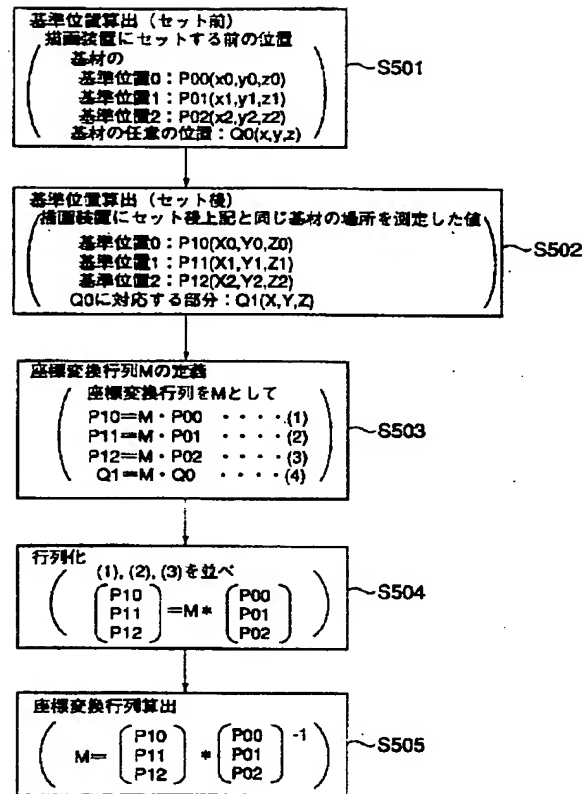 基準位置算出（セット前）
描画装置にセットする前の位置
基材の
基準位置0：P00(x0,y0,z0)
基準位置1：P01(x1,y1,z1)
基準位置2：P02(x2,y2,z2)
基材の任意の位置：Q0(x,y,z)
S501
基準位置算出（セット後）
描画装置にセット後上記と同じ基材の場所を測定した値
基準位置0：P10(X0,Y0,Z0)
基準位置1：P11(X1,Y1,Z1)
基準位置2：P12(X2,Y2,Z2)
Q0に対応する部分：Q1(X,Y,Z)
S502
座標変換行列Mの定義
座標変換行列をMとして
P10＝M・P00 ・・・・(1)
P11＝M・P01 ・・・・(2)
P12＝M・P02 ・・・・(3)
Q1＝M・Q0 ・・・・(4)
S503
行列化
(1), (2), (3)を並べ
P10 P00
P11 ＝M* P01
P12 P02
S504
座標変換行列算出
P10 P00 -1
M＝ P11 * P01
P12 P02
S505